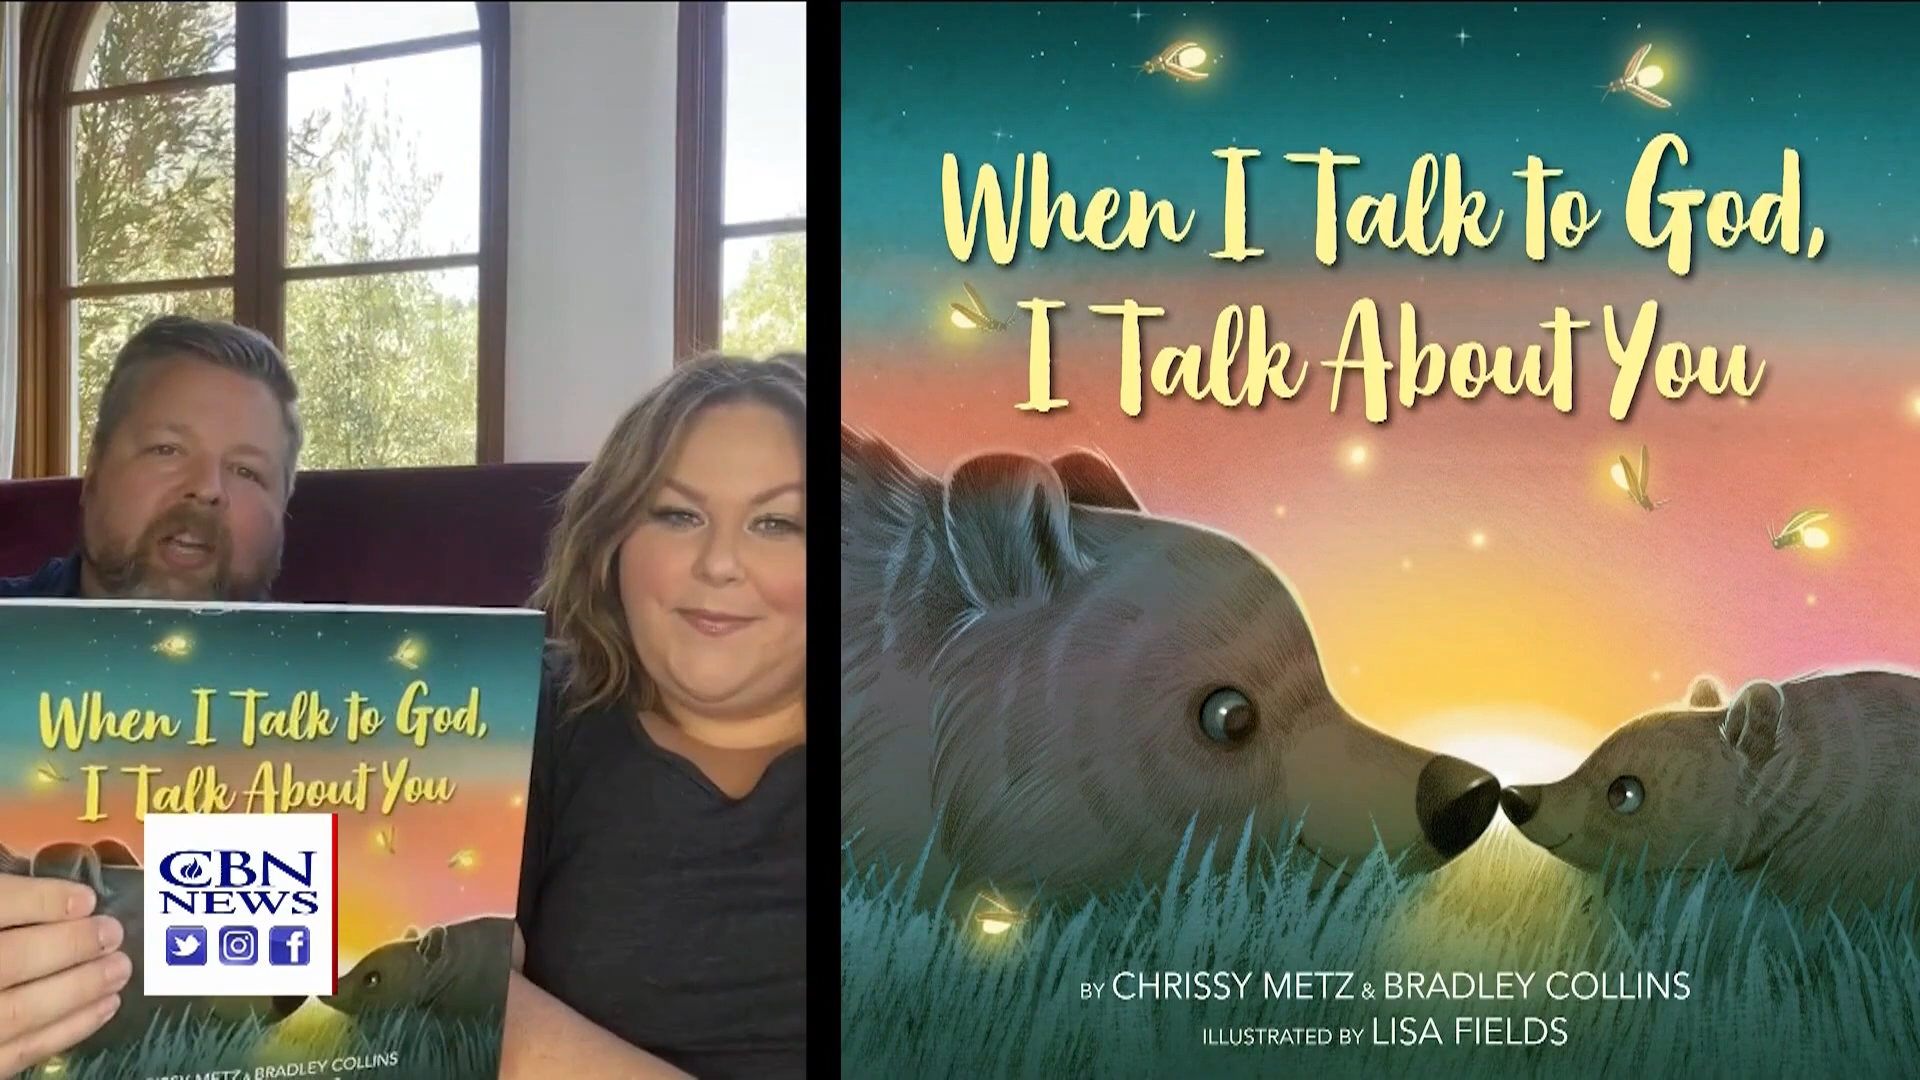 When I Talk to God,
I Talk About You
CBN
NEWS
BRADLEY COLLINS
When I Talk to God,
I Talk About You
BY CHRISSY METZ & BRADLEY COLLINS
ILLUSTRATED BY LISA FIELDS